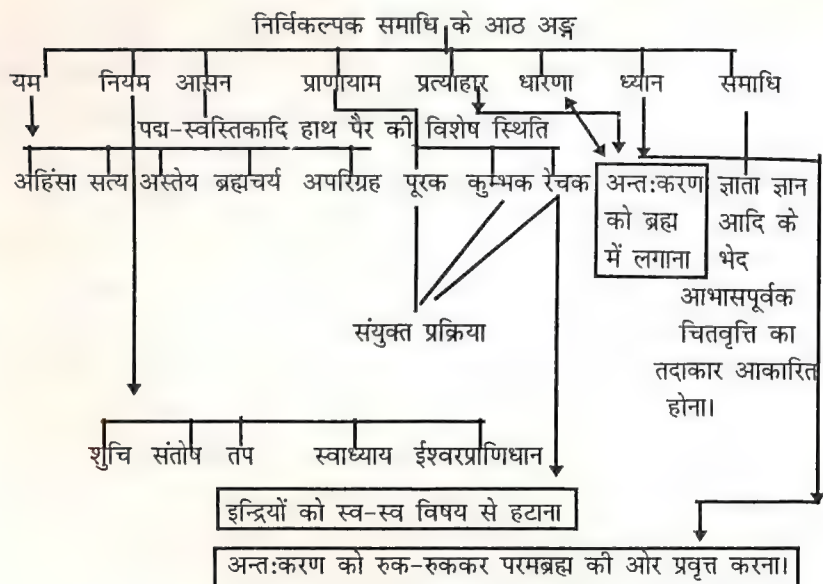 निर्विकल्पक समाधि के आठ अङ्ग
यम नियम आसन प्राणायाम प्रत्याहार धारणा ध्यान समाधि
पद्म-स्वस्तिकादि हाथ पैर की विशेष स्थिति
अहिंसा सत्य अस्तेय ब्रह्मचर्य अपरिग्रह पूरक कुम्भक रेचक
अन्तःकरण
को ब्रह्म
में लगाना
ज्ञाता ज्ञान
आदि के
भेद
आभासपूर्वक
चितवृत्ति का
तदाकार आकारित
होना।
संयुक्त प्रक्रिया
शुचि संतोष तप स्वाध्याय ईश्वरप्राणिधान
इन्द्रियों को स्व-स्व विषय से हटाना
अन्तःकरण को रुक-रुककर परमब्रह्म की ओर प्रवृत्त करना।